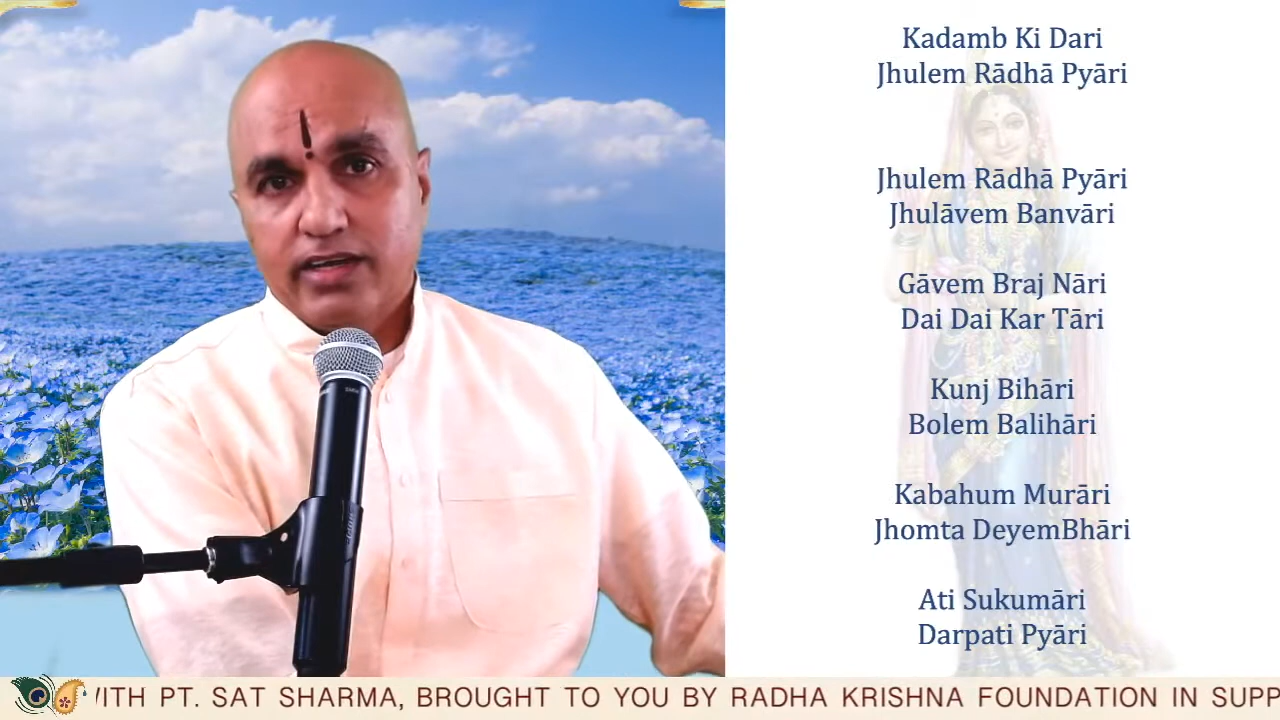 Kadamb Ki Dari
Jhulem Rādhā Pyāri
Jhulem Rādhā Pyāri
Jhulāvem Banvāri
Gāvem Braj Nāri
Dai Dai Kar Tāri
Kunj Bihāri
Bolem Balihāri
Kabahum Murāri
Jhomta DeyemBhāri
Ati Sukumāri
Darpati Pyāri
WITH PT. SAT SHARMA, BROUGHT TO YOU BY RADHA KRISHNA FOUNDATION IN SUPP